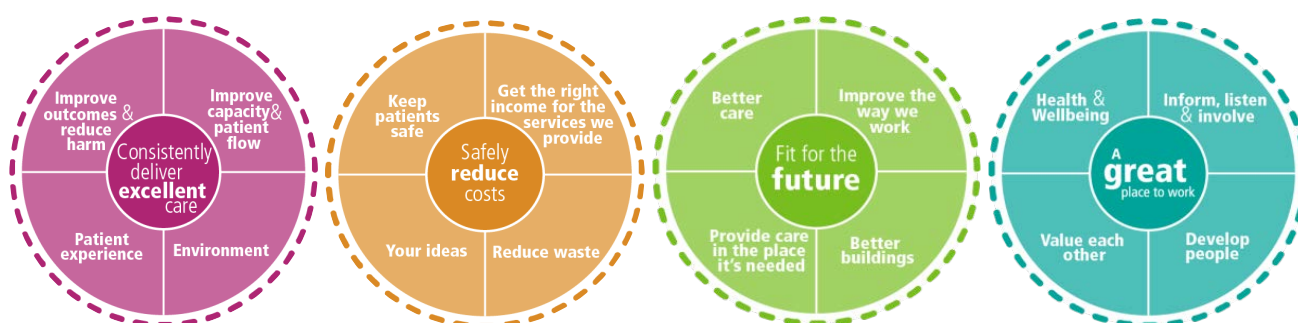 Improve
outcomes &
reduce
harm
Improve
capacity &
patient
flow
Consistently
deliver
excellent
care
Patient
experience
Environment
Keep
patients
safe
Get the right
income for the
services we
provide
Safely
reduce
costs
Your ideas
Reduce waste
Better
care
Improve the
way we
work
Fit for the
future
Provide care
in the place
it's needed
Better
buildings
Health &
Wellbeing
Inform, listen
& involve
A
great
place to work
Value each
other
Develop
people